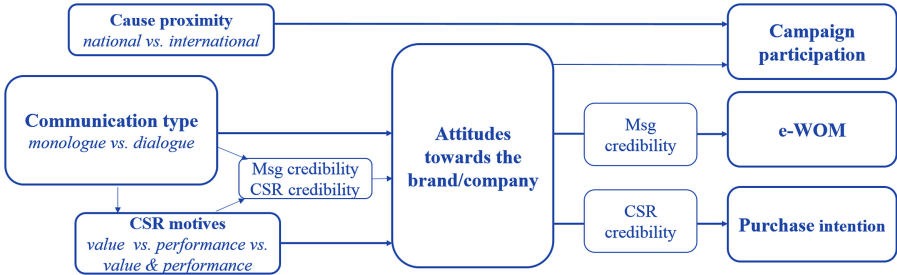 Cause proximity
national vs. international
Campaign
participation
Communication type
monologue vs. dialogue
Msg credibility
CSR credibility
CSR motives
value vs. performance vs.
value & performance
Attitudes
towards the
brand/company
Msg
credibility
e-WOM
CSR
credibility
Purchase intention